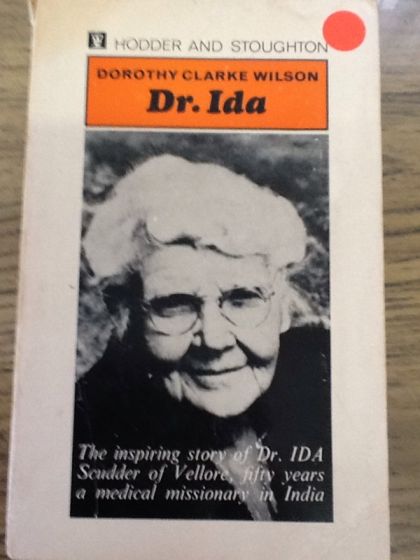 HODDER AND STOUGHTON
DOROTHY CLARKE WILSON
Dr. Ida
The inspiring story of Dr. IDA
Scudder of Vellore, fifty years
a medical missionary in India